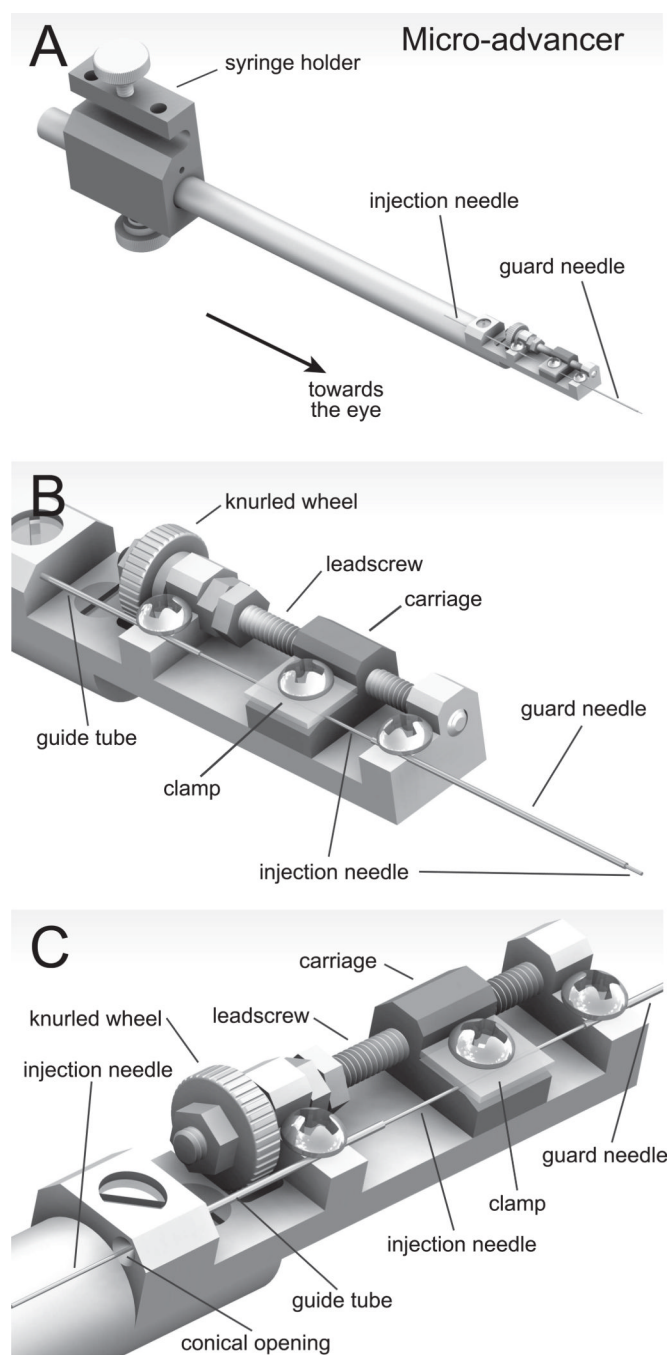 A
Micro-advancer
syringe holder
injection needle
guard needle
towards
the eye
B
knurled wheel
leadscrew
carriage
guard needle
guide tube
clamp
injection needle
C
carriage
knurled wheel
leadscrew
injection needle
guard needle
clamp
injection needle
guide tube
conical opening